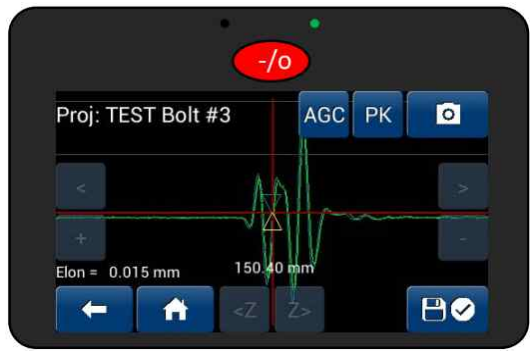 -/o
Proj: TEST Bolt #3
AGC
PK
<
>
+
-
Elon = 0.015 mm
150.40 mm
<Z
Z>